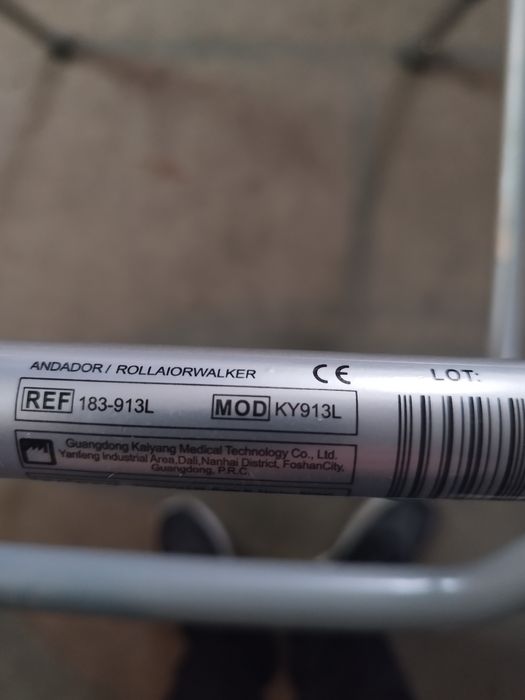 ANDADOR / ROLLAIORWALKER CE LOT:
REF 183-913L MOD KY913L
Guangdong Kaiyang Medical Technology Co., Ltd.
Yanfeng Industrial Area,Dali,Nanhai District, FoshanCity,
Guangdong, P.R.C.